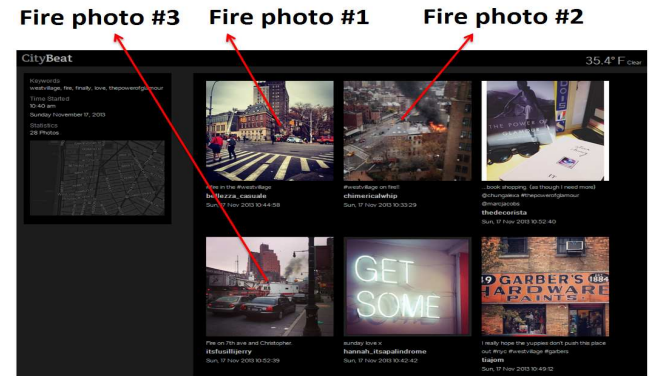 Fire photo #3 Fire photo #1 Fire photo #2
CityBeat 35.4° F Clear
Keywords
westvillage, fire, finally, love, thepowerofglamour
Time Started
10:40 am
Sunday November 17, 2013
Statistics
28 Photos
THE POWER OF
GLAMOUR
#Fire in the #westvillage
bellezza_casuale
Sun, 17 Nov 2013 10:44:58
#westvillage on fire!!
chimericalwhip
Sun, 17 Nov 2013 10:33:29
...book shopping (as though I need more)
@chungalexa #thepowerofglamour
@marcjacobs
thedecorista
Sun, 17 Nov 2013 10:52:40
GET
SOME
GARBER'S 1884
HARDWARE
PAINTS
Fire on 7th ave and Christopher.
itsfusillijerry
Sun, 17 Nov 2013 10:52:39
sunday love x
hannah_itsapalindrome
Sun, 17 Nov 2013 10:42:42
I really hope the yuppies don't push this place
out #nyc #westvillage #garbers
tiajom
Sun, 17 Nov 2013 10:49:12